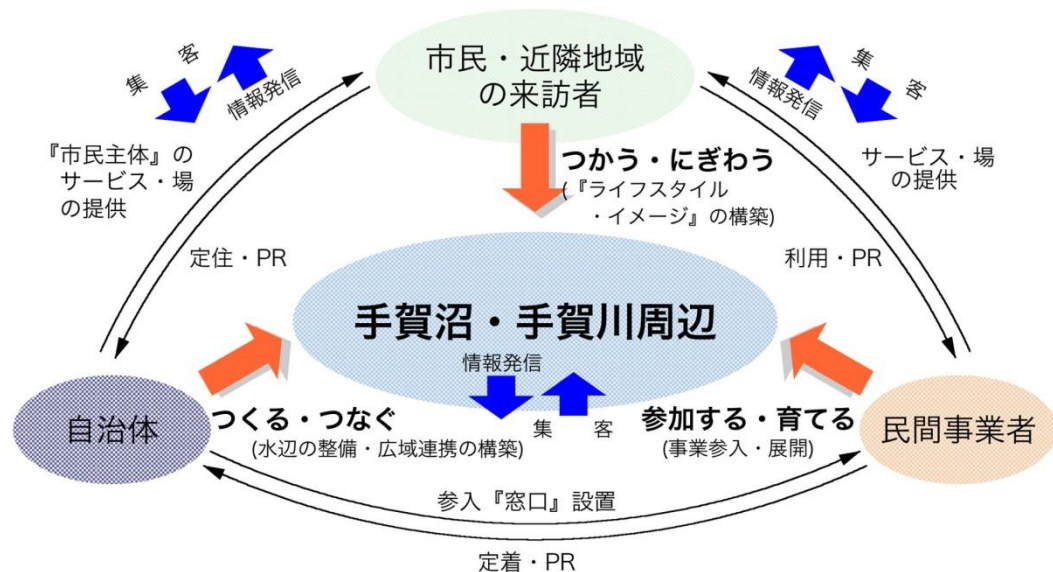 市民・近隣地域
の来訪者
集 客
情報発信
集 客
情報発信
『市民主体』の
サービス・場
の提供
つかう・にぎわう
(『ライフスタイル
・イメージ』の構築)
サービス・場
の提供
定住・PR
利用・PR
手賀沼・手賀川周辺
情報発信
集 客
自治体
つくる・つなぐ
(水辺の整備・広域連携の構築)
参加する・育てる
(事業参入・展開)
民間事業者
参入『窓口』設置
定着・PR